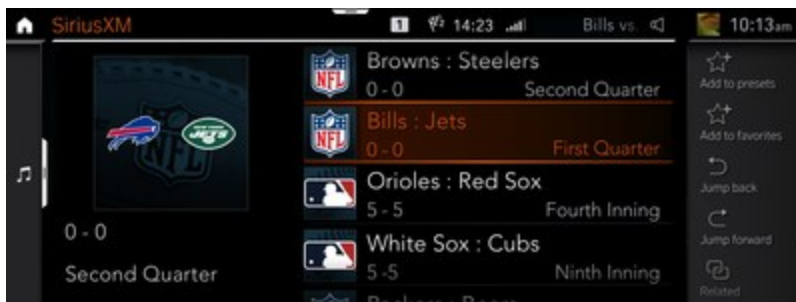 SiriusXM 1 14:23 Bills vs. 10:13am
NFL
JETS
0 - 0
Second Quarter
NFL Browns : Steelers
0 - 0 Second Quarter
NFL Bills : Jets
0 - 0 First Quarter
Orioles : Red Sox
5 - 5 Fourth Inning
White Sox : Cubs
5 -5 Ninth Inning
Add to presets
Add to favorites
Jump back
Jump forward
Related